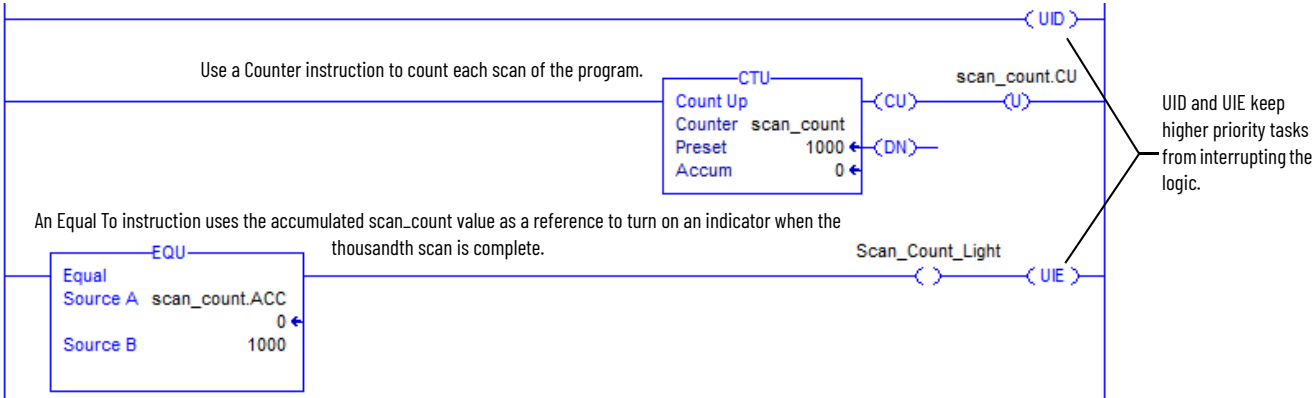 UID
Use a Counter instruction to count each scan of the program.
CTU
Count Up
Counter scan_count
Preset 1000
Accum 0
CU
DN
scan_count.CU
U
UID and UIE keep
higher priority tasks
from interrupting the
logic.
An Equal To instruction uses the accumulated scan_count value as a reference to turn on an indicator when the
thousandth scan is complete.
EQU
Equal
Source A scan_count.ACC
0
Source B 1000
Scan_Count_Light
UIE